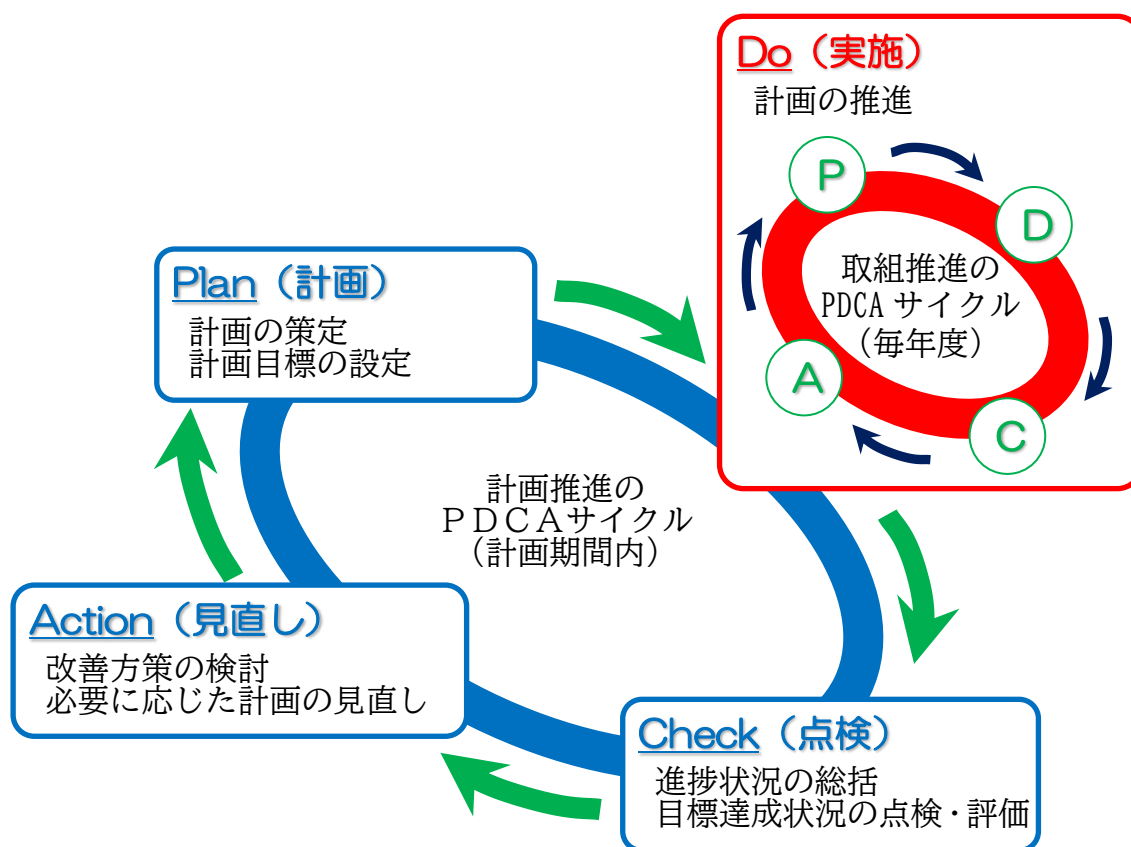 Do（実施）
計画の推進
P
D
取組推進の
PDCA サイクル
（毎年度）
A
C
Plan（計画）
計画の策定
計画目標の設定
計画推進の
ＰＤＣＡサイクル
（計画期間内）
Action（見直し）
改善方策の検討
必要に応じた計画の見直し
Check（点検）
進捗状況の総括
目標達成状況の点検・評価